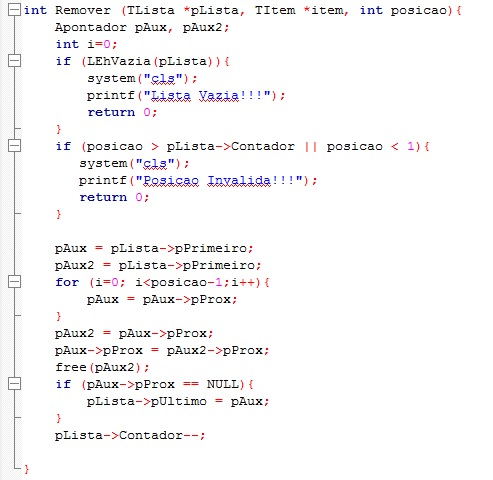 int Remover (TLista *pLista, TItem *item, int posicao){
    Apontador pAux, pAux2;
    int i=0;
    if (LEhVazia(pLista)){
        system("cls");
        printf("Lista Vazia!!!");
        return 0;
    }
    if (posicao > pLista->Contador || posicao < 1){
       system("cls");
       printf("Posicao Invalida!!!");
       return 0;
    }

    pAux = pLista->pPrimeiro;
    pAux2 = pLista->pPrimeiro;
    for (i=0; i<posicao-1;i++){
        pAux = pAux->pProx;
    }
    pAux2 = pAux->pProx;
    pAux->pProx = pAux2->pProx;
    free(pAux2);
    if (pAux->pProx == NULL){
        pLista->pUltimo = pAux;
    }
    pLista->Contador--;

}